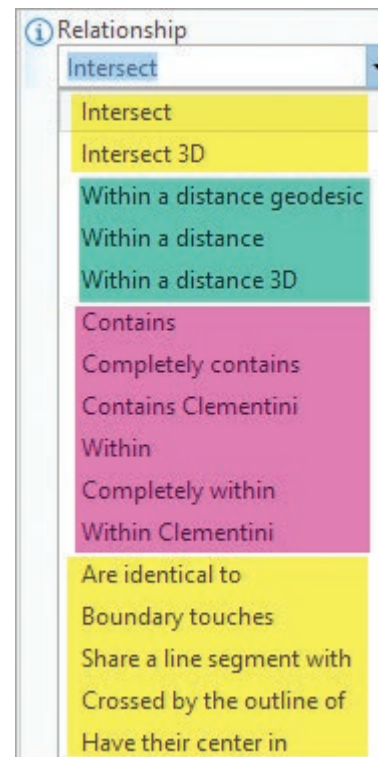 Relationship
Intersect
Intersect
Intersect 3D
Within a distance geodesic
Within a distance
Within a distance 3D
Contains
Completely contains
Contains Clementini
Within
Completely within
Within Clementini
Are identical to
Boundary touches
Share a line segment with
Crossed by the outline of
Have their center in